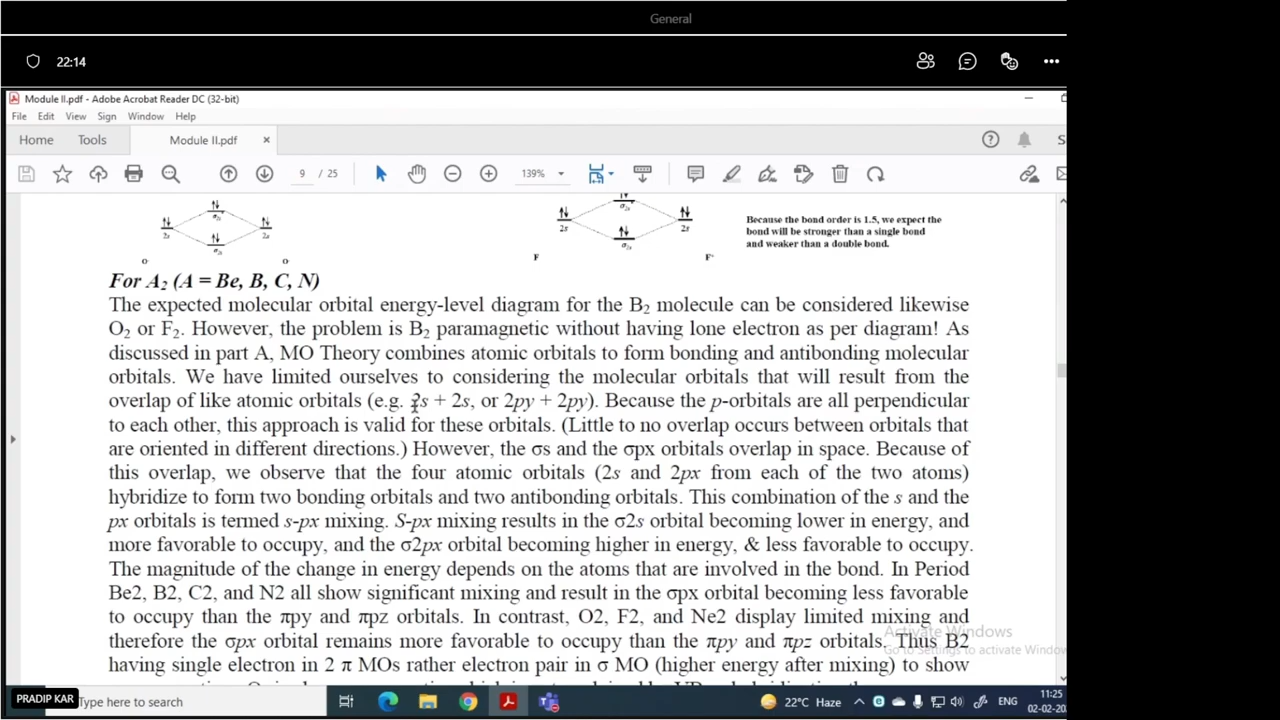 General
22:14
Module II.pdf - Adobe Acrobat Reader DC (32-bit)
File Edit View Sign Window Help
Home Tools Module II.pdf ×
9 / 25 139%
2s σ2s* 2s
σ2s
O O
2s σ2s* 2s
σ2s
F F
Because the bond order is 1.5, we expect the
bond will be stronger than a single bond
and weaker than a double bond.
For A2 (A = Be, B, C, N)
The expected molecular orbital energy-level diagram for the B2 molecule can be considered likewise
O2 or F2. However, the problem is B2 paramagnetic without having lone electron as per diagram! As
discussed in part A, MO Theory combines atomic orbitals to form bonding and antibonding molecular
orbitals. We have limited ourselves to considering the molecular orbitals that will result from the
overlap of like atomic orbitals (e.g. 2s + 2s, or 2py + 2py). Because the p-orbitals are all perpendicular
to each other, this approach is valid for these orbitals. (Little to no overlap occurs between orbitals that
are oriented in different directions.) However, the σs and the σpx orbitals overlap in space. Because of
this overlap, we observe that the four atomic orbitals (2s and 2px from each of the two atoms)
hybridize to form two bonding orbitals and two antibonding orbitals. This combination of the s and the
px orbitals is termed s-px mixing. S-px mixing results in the σ2s orbital becoming lower in energy, and
more favorable to occupy, and the σ2px orbital becoming higher in energy, & less favorable to occupy.
The magnitude of the change in energy depends on the atoms that are involved in the bond. In Period
Be2, B2, C2, and N2 all show significant mixing and result in the σpx orbital becoming less favorable
to occupy than the πpy and πpz orbitals. In contrast, O2, F2, and Ne2 display limited mixing and
therefore the σpx orbital remains more favorable to occupy than the πpy and πpz orbitals. Thus B2
having single electron in 2 π MOs rather electron pair in σ MO (higher energy after mixing) to show
Activate Windows
Go to Settings to activate Window
PRADIP KAR
Type here to search
22°C Haze
ENG
11:25
02-02-20